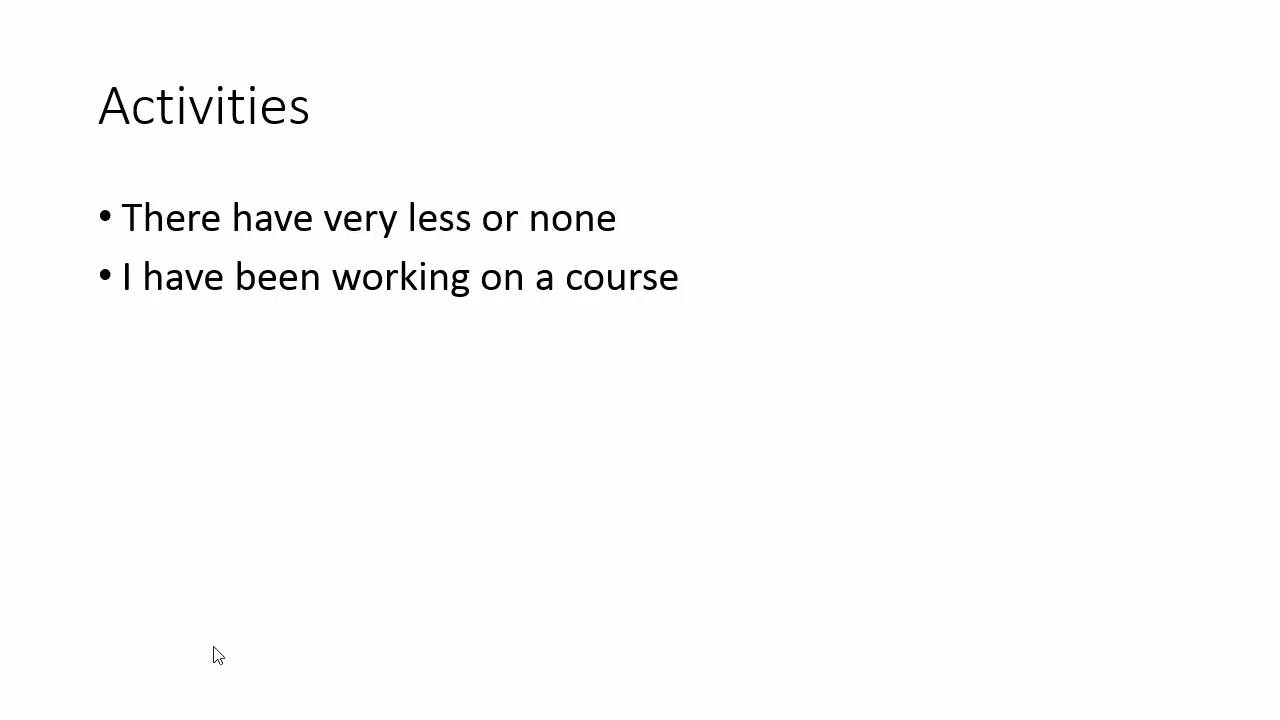 Activities
• There have very less or none
• I have been working on a course